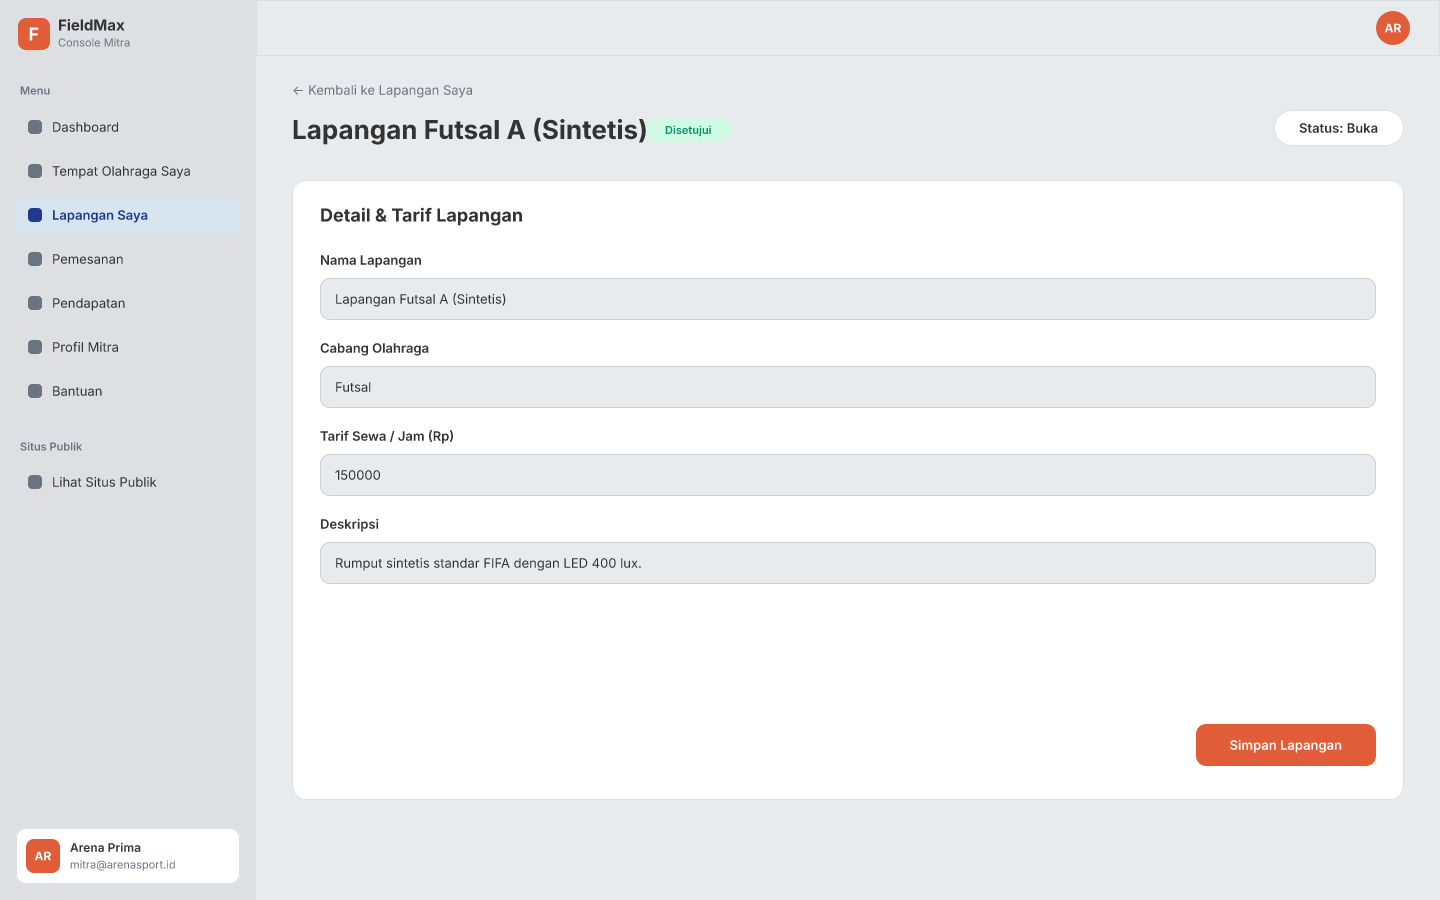 F
FieldMax
Console Mitra
Menu
Dashboard
Tempat Olahraga Saya
Lapangan Saya
Pemesanan
Pendapatan
Profil Mitra
Bantuan
Situs Publik
Lihat Situs Publik
AR
Arena Prima
mitra@arenasport.id
AR
← Kembali ke Lapangan Saya
Lapangan Futsal A (Sintetis)
Disetujui
Status: Buka
Detail & Tarif Lapangan
Nama Lapangan
Lapangan Futsal A (Sintetis)
Cabang Olahraga
Futsal
Tarif Sewa / Jam (Rp)
150000
Deskripsi
Rumput sintetis standar FIFA dengan LED 400 lux.
Simpan Lapangan